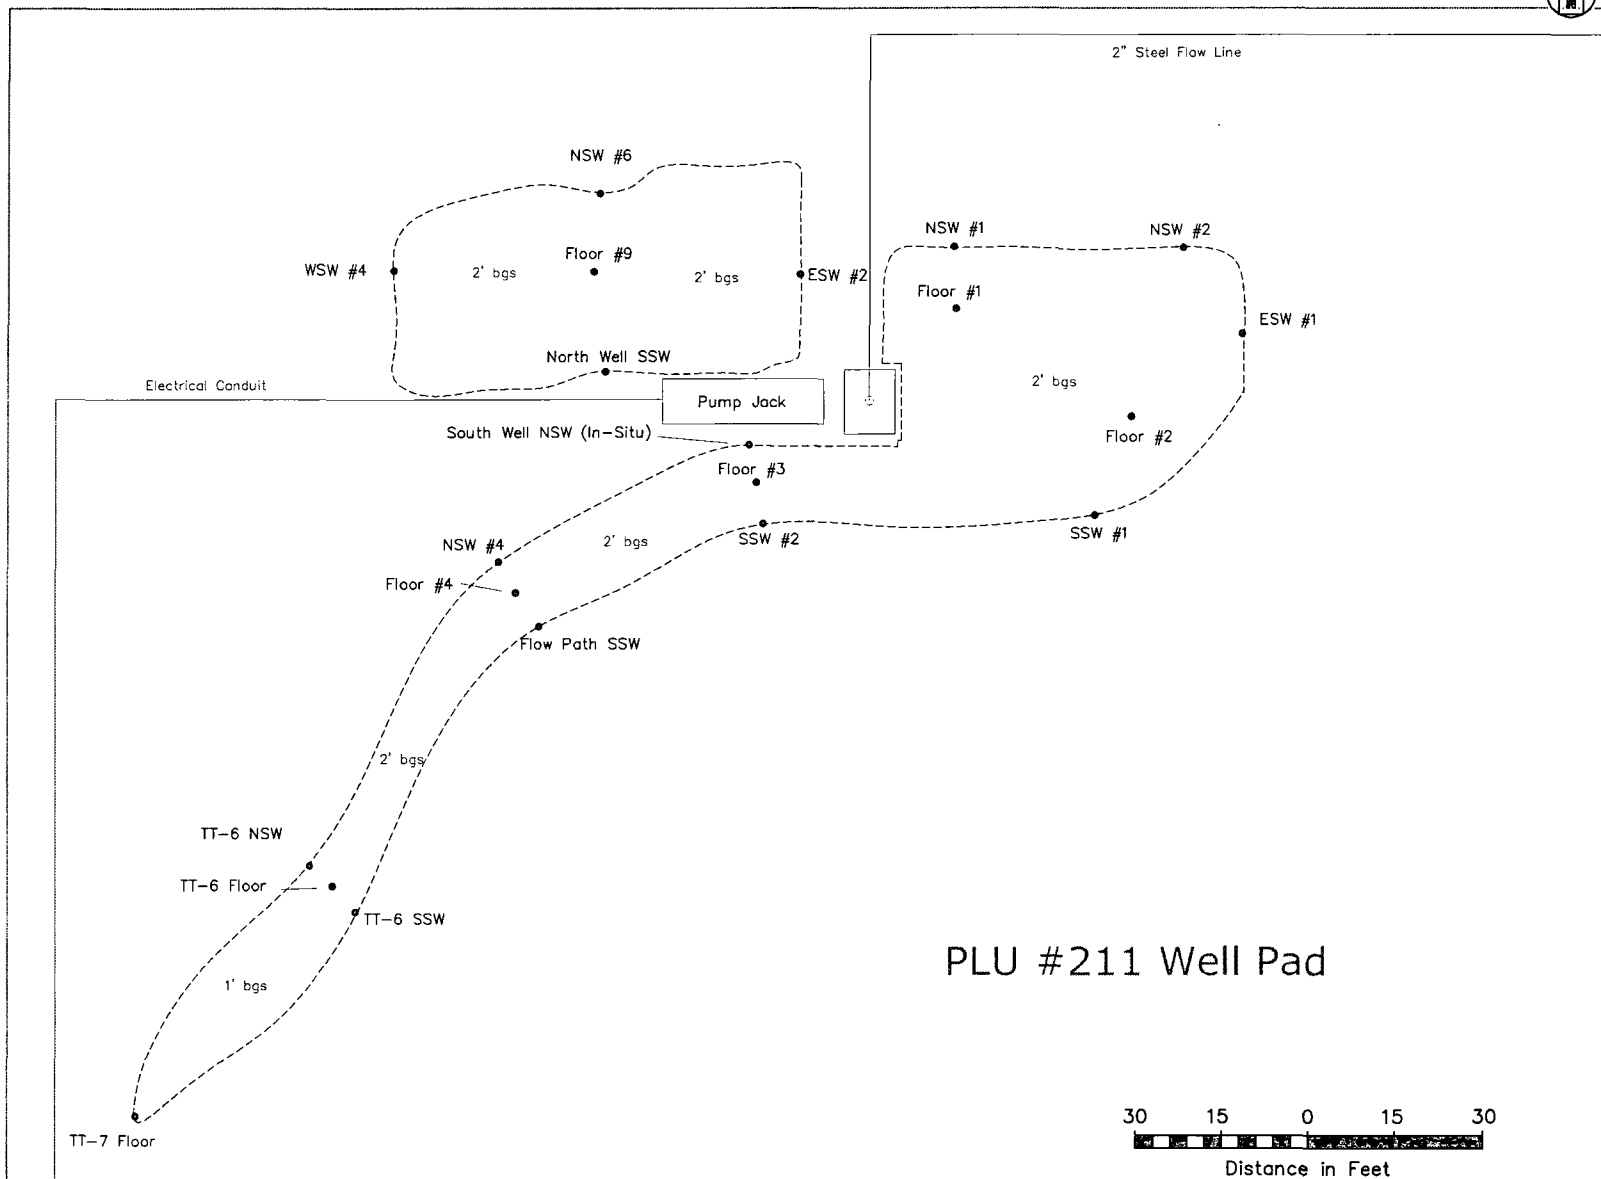 2" Steel Flow Line
NSW #6
NSW #1
NSW #2
Floor #9
WSW #4
2' bgs
2' bgs
ESW #2
Floor #1
ESW #1
North Well SSW
Electrical Conduit
2' bgs
Pump Jack
South Well NSW (In-Situ)
Floor #2
Floor #3
SSW #2
SSW #1
NSW #4
2' bgs
Floor #4
Flow Path SSW
2' bgs
TT-6 NSW
TT-6 Floor
TT-6 SSW
PLU #211 Well Pad
1' bgs
30 15 0 15 30
TT-7 Floor
Distance in Feet